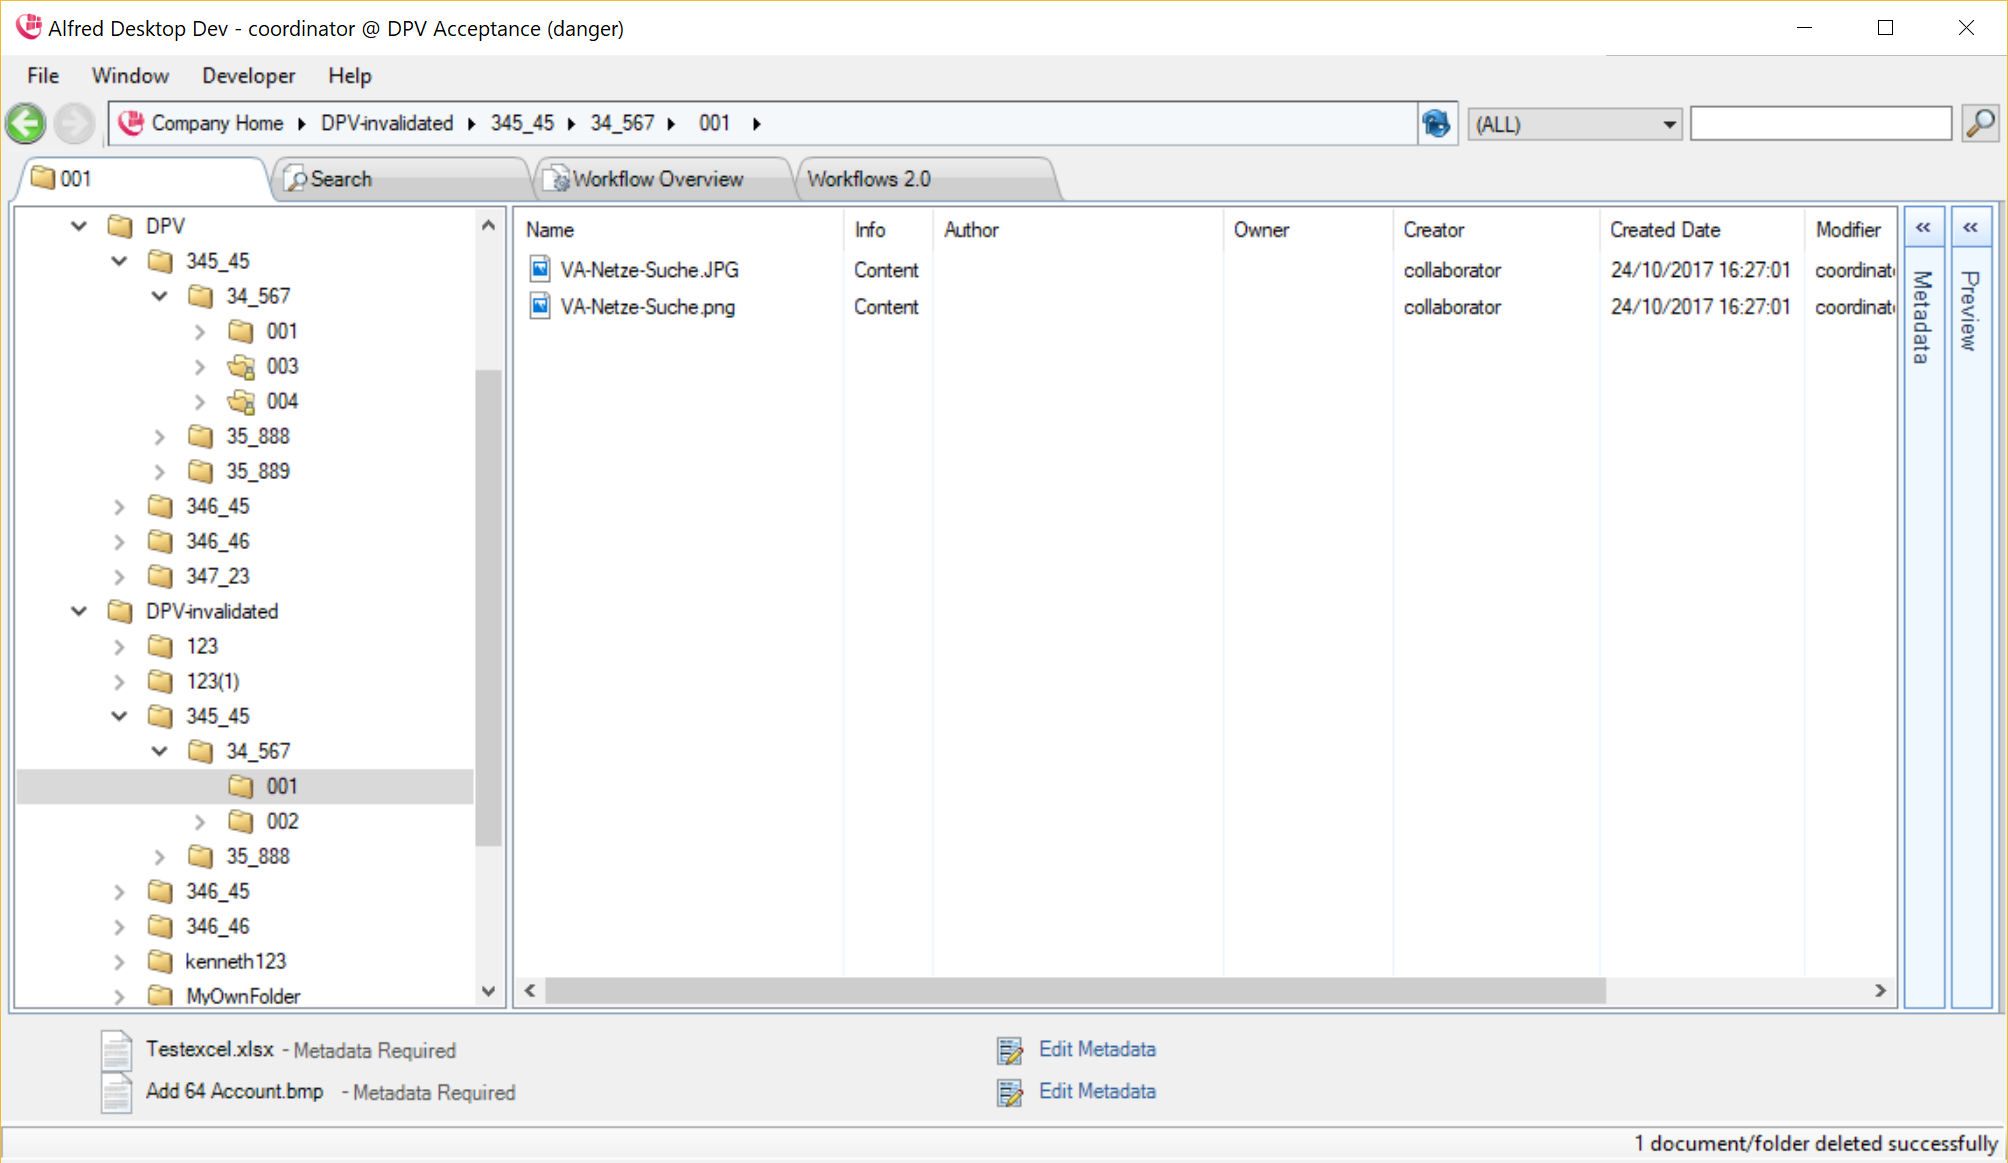 Alfred Desktop Dev - coordinator @ DPV Acceptance (danger)
File Window Developer Help
Company Home DPV-invalidated 345_45 34_567 001 (ALL)
001 Search Workflow Overview Workflows 2.0
DPV
345_45
34_567
001
003
004
35_888
35_889
346_45
346_46
347_23
DPV-invalidated
123
123(1)
345_45
34_567
001
002
35_888
346_45
346_46
kenneth123
MyOwnFolder
Name Info Author Owner Creator Created Date Modifier
VA-Netze-Suche.JPG Content collaborator 24/10/2017 16:27:01 coordinat
VA-Netze-Suche.png Content collaborator 24/10/2017 16:27:01 coordinat
Metadata
Preview
Testexcel.xlsx - Metadata Required Edit Metadata
Add 64 Account.bmp - Metadata Required Edit Metadata
1 document/folder deleted successfully